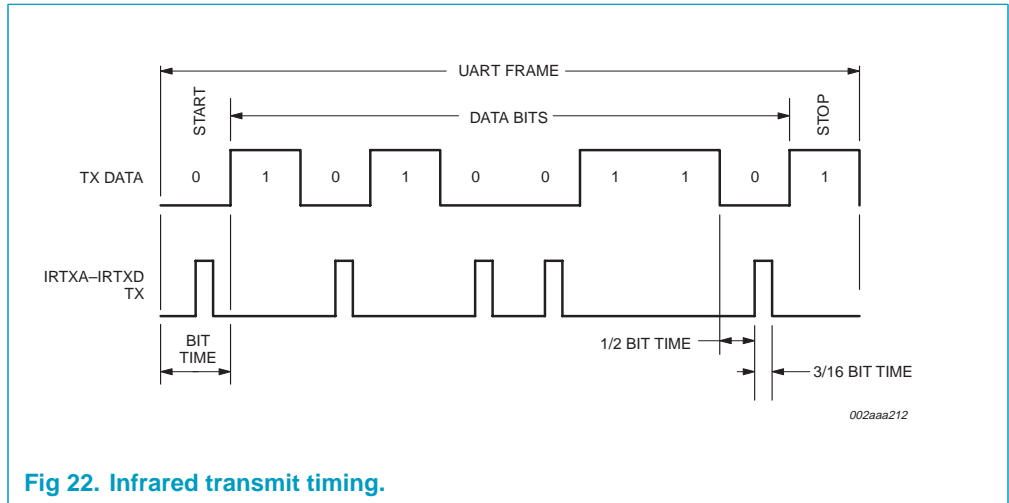 UART FRAME
START
DATA BITS
STOP
TX DATA
0 1 0 1 0 0 1 1 0 1
IRTXA–IRTXD
TX
BIT
TIME
1/2 BIT TIME
3/16 BIT TIME
002aaa212
Fig 22. Infrared transmit timing.